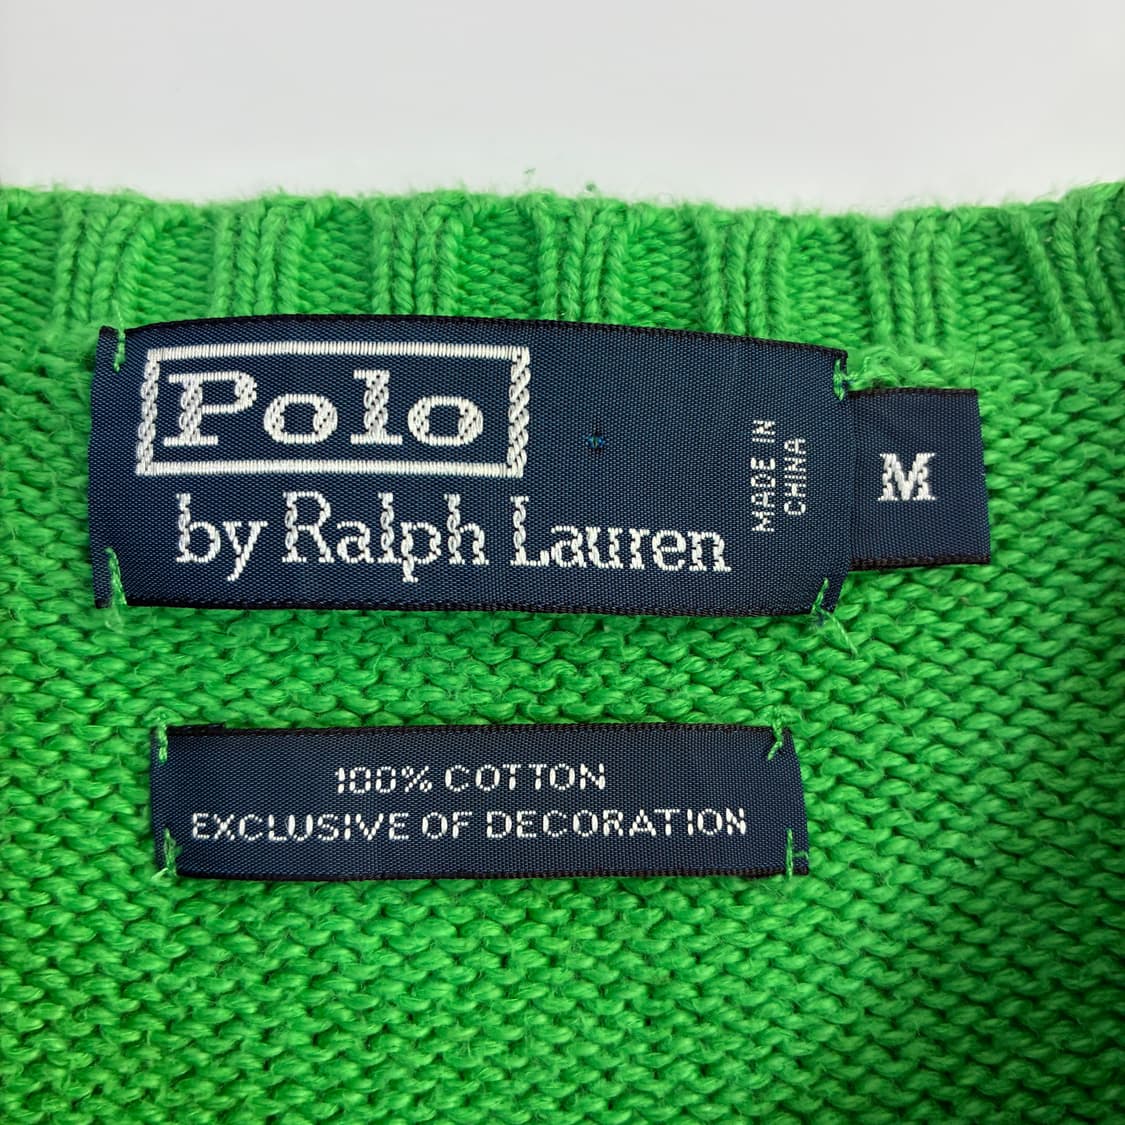 Polo
by Ralph Lauren
MADE IN
CHINA
M
100% COTTON
EXCLUSIVE OF DECORATION